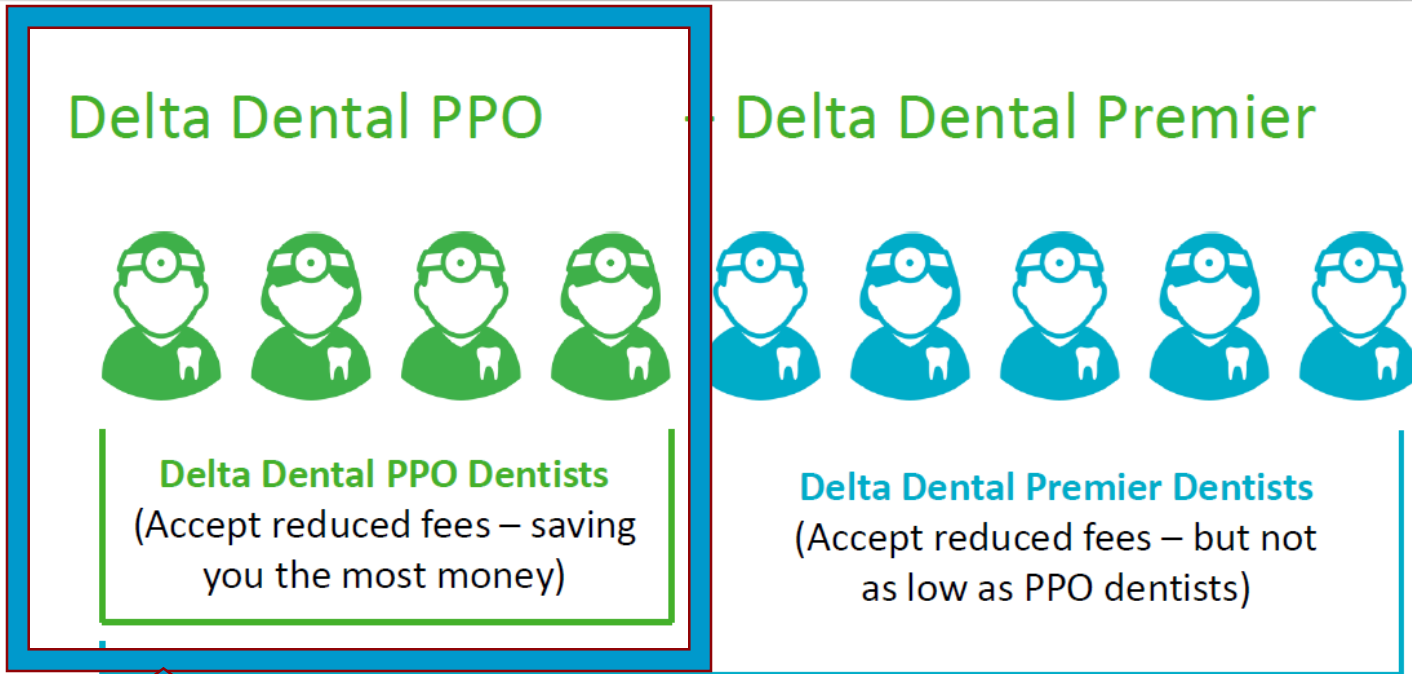 Delta Dental PPO
- Delta Dental Premier
Delta Dental PPO Dentists
(Accept reduced fees – saving
you the most money)
Delta Dental Premier Dentists
(Accept reduced fees – but not
as low as PPO dentists)